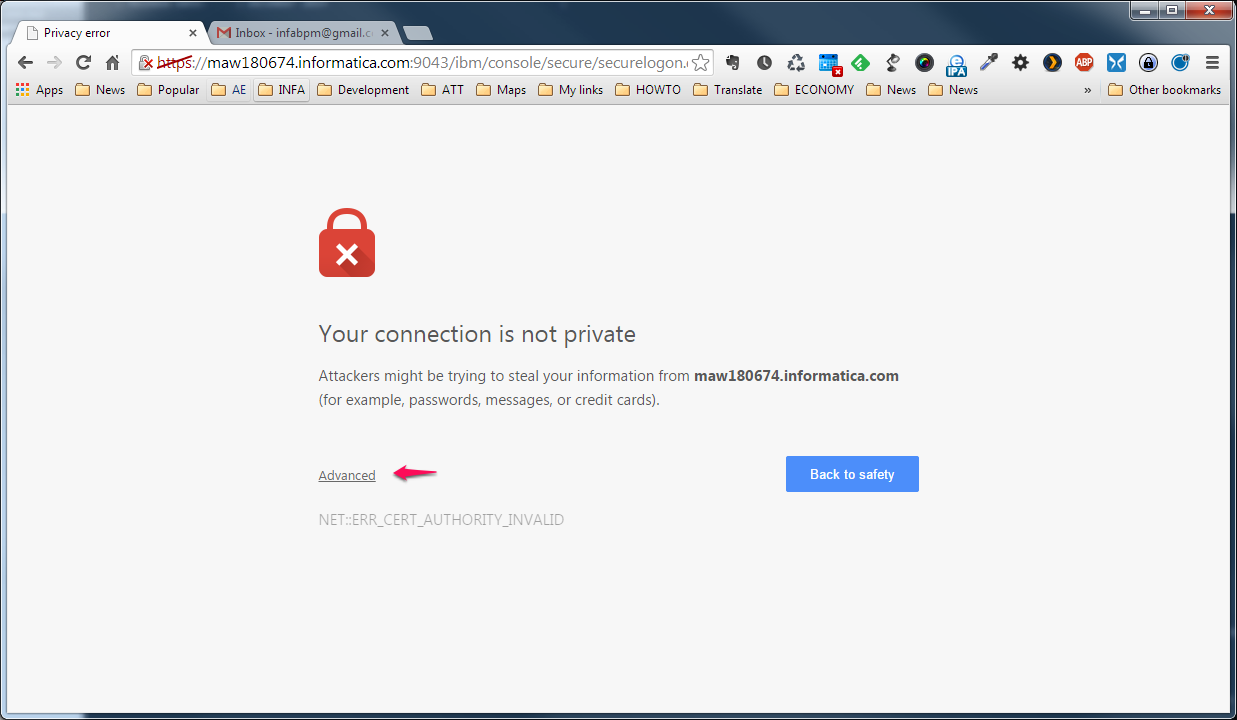 Privacy error
Inbox - infabpm@gmail.c
https://maw180674.informatica.com:9043/ibm/console/secure/securelogon.
IPA
ABP
Apps News Popular AE INFA Development ATT Maps My links HOWTO Translate ECONOMY News News » Other bookmarks
Your connection is not private
Attackers might be trying to steal your information from maw180674.informatica.com
(for example, passwords, messages, or credit cards).
Advanced
Back to safety
NET::ERR_CERT_AUTHORITY_INVALID